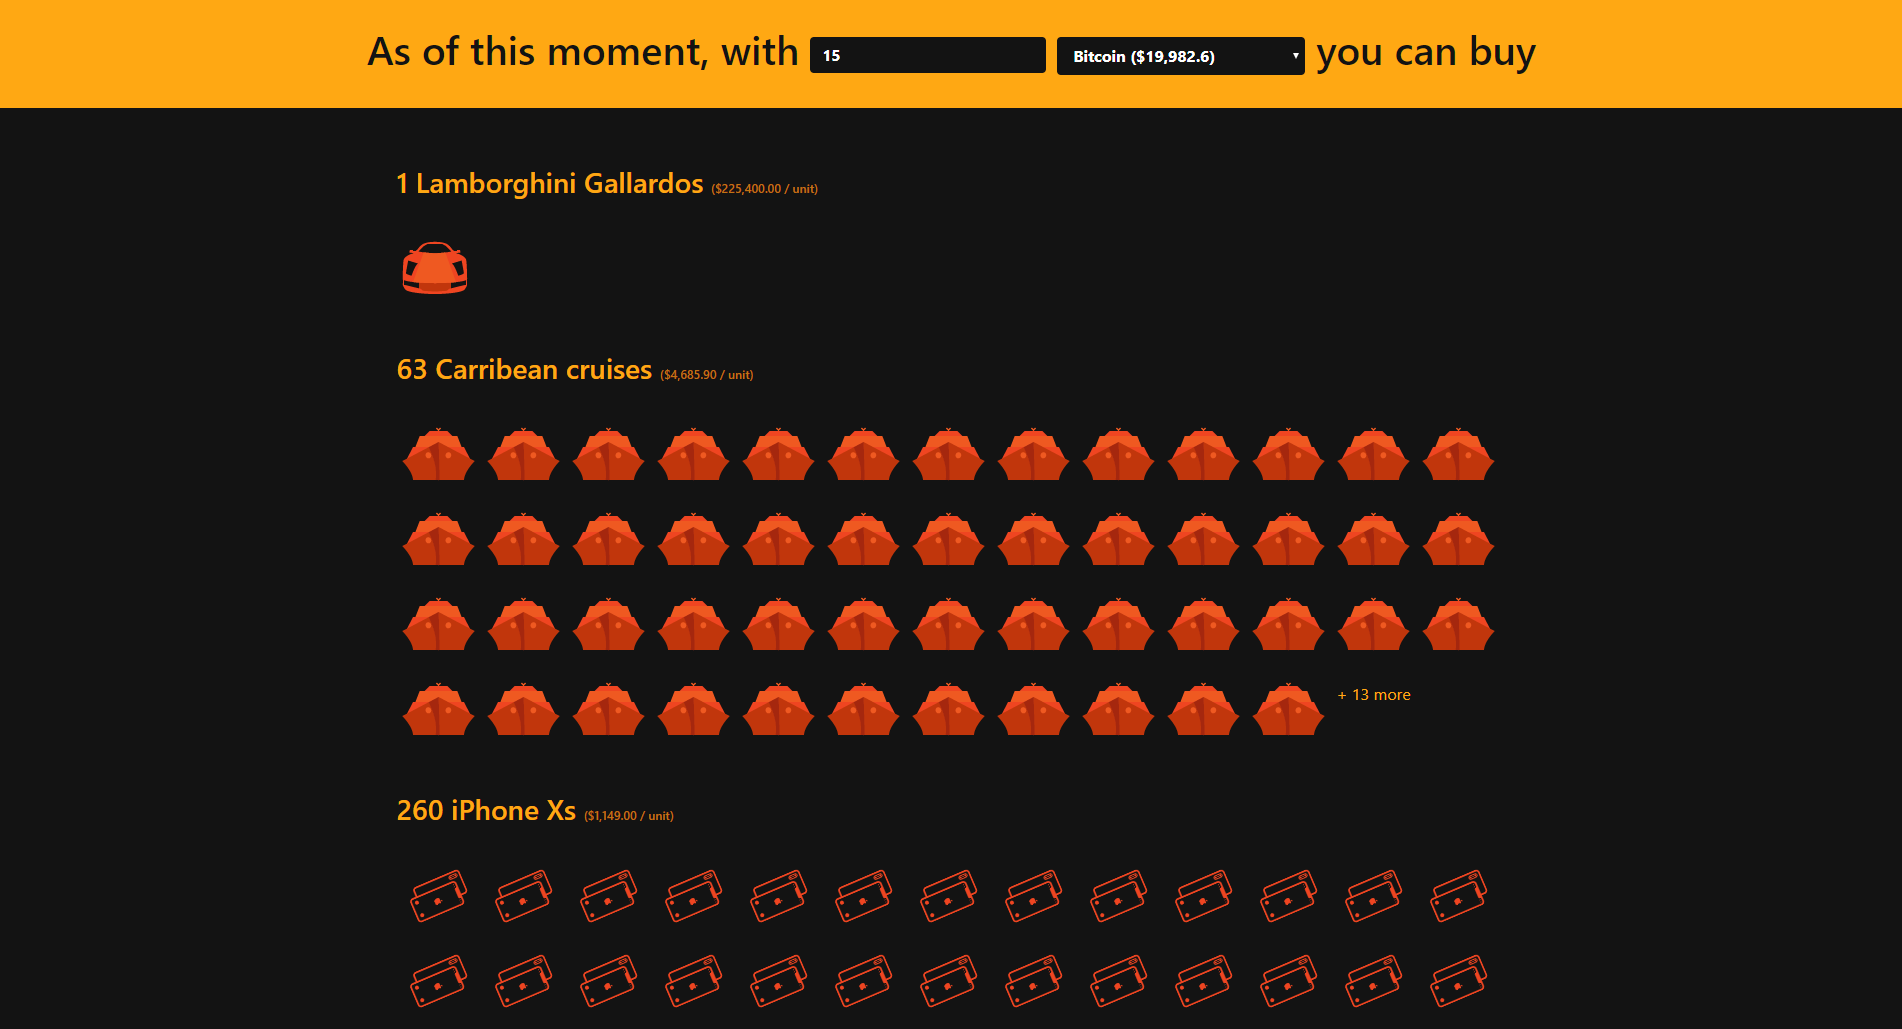 As of this moment, with 15 Bitcoin ($19,982.6) you can buy
1 Lamborghini Gallardos ($225,400.00 / unit)
63 Carribean cruises ($4,685.90 / unit)
+ 13 more
260 iPhone Xs ($1,149.00 / unit)